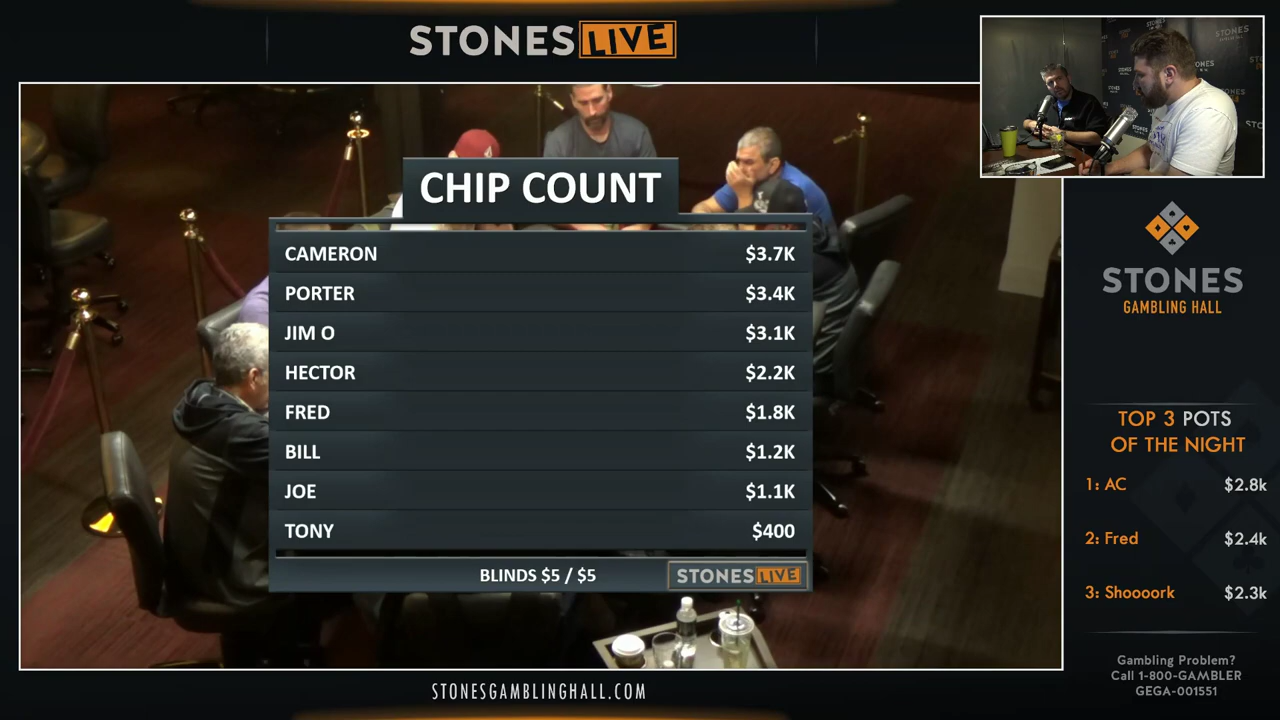 STONES LIVE
CHIP COUNT
CAMERON $3.7K
PORTER $3.4K
JIM O $3.1K
HECTOR $2.2K
FRED $1.8K
BILL $1.2K
JOE $1.1K
TONY $400
BLINDS $5 / $5
STONES LIVE
STONESGAMBLINGHALL.COM
STONES
STONES
STONES
GAMBLING HALL
TOP 3 POTS
OF THE NIGHT
1: AC $2.8k
2: Fred $2.4k
3: Shoooork $2.3k
Gambling Problem?
Call 1-800-GAMBLER
GEGA-001551